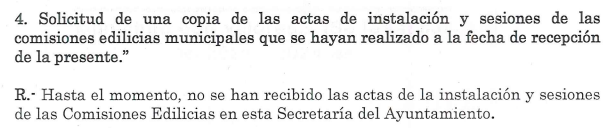 4. Solicitud de una copia de las actas de instalación y sesiones de las
comisiones edilicias municipales que se hayan realizado a la fecha de recepción
de la presente.”
R.- Hasta el momento, no se han recibido las actas de la instalación y sesiones
de las Comisiones Edilicias en esta Secretaría del Ayuntamiento.